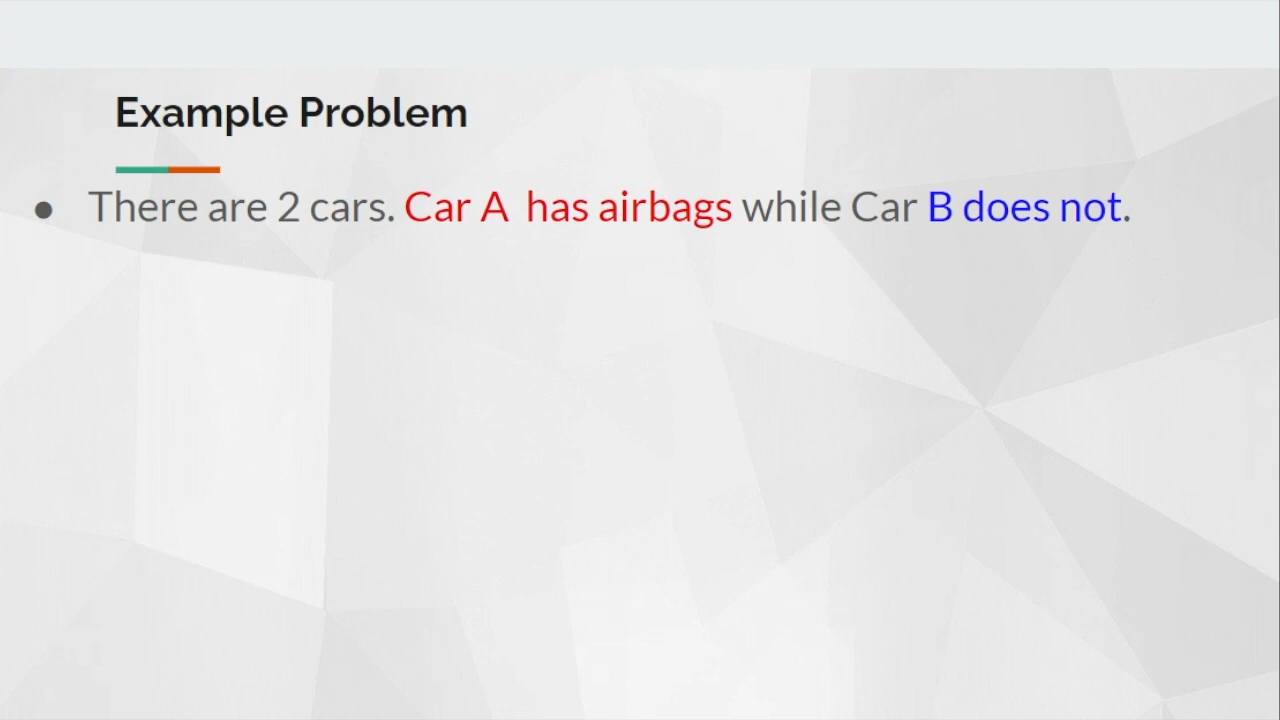 Example Problem
● There are 2 cars. Car A  has airbags while Car B does not.